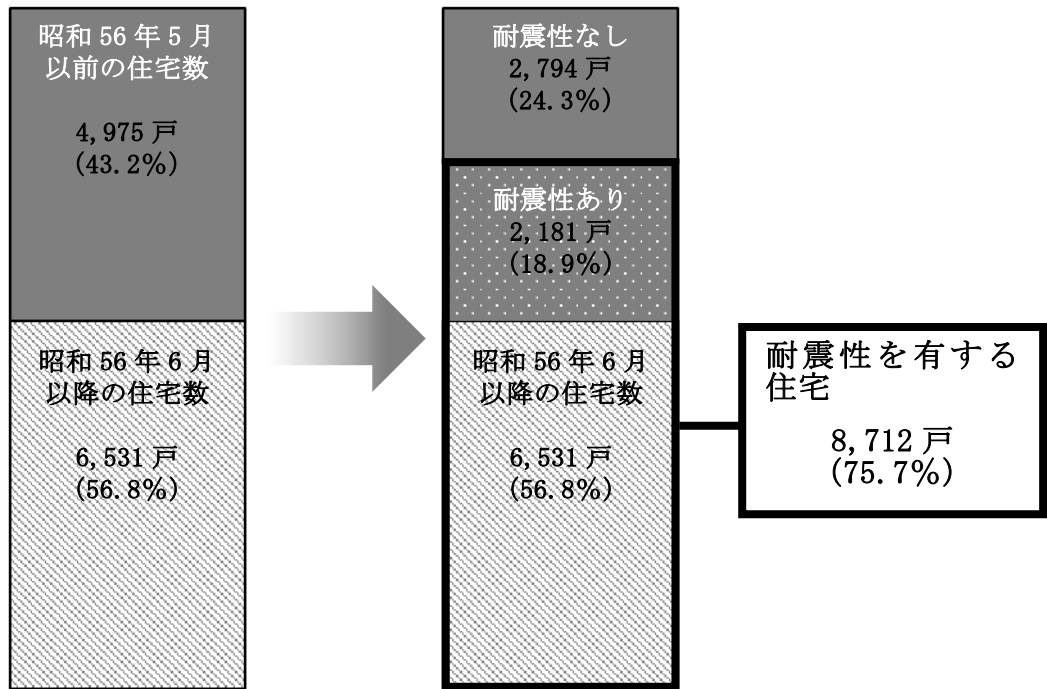 昭和 56 年 5 月
以前の住宅数
4,975 戸
(43.2%)
昭和 56 年 6 月
以降の住宅数
6,531 戸
(56.8%)
耐震性なし
2,794 戸
(24.3%)
耐震性あり
2,181 戸
(18.9%)
昭和 56 年 6 月
以降の住宅数
6,531 戸
(56.8%)
耐震性を有する
住宅
8,712 戸
(75.7%)